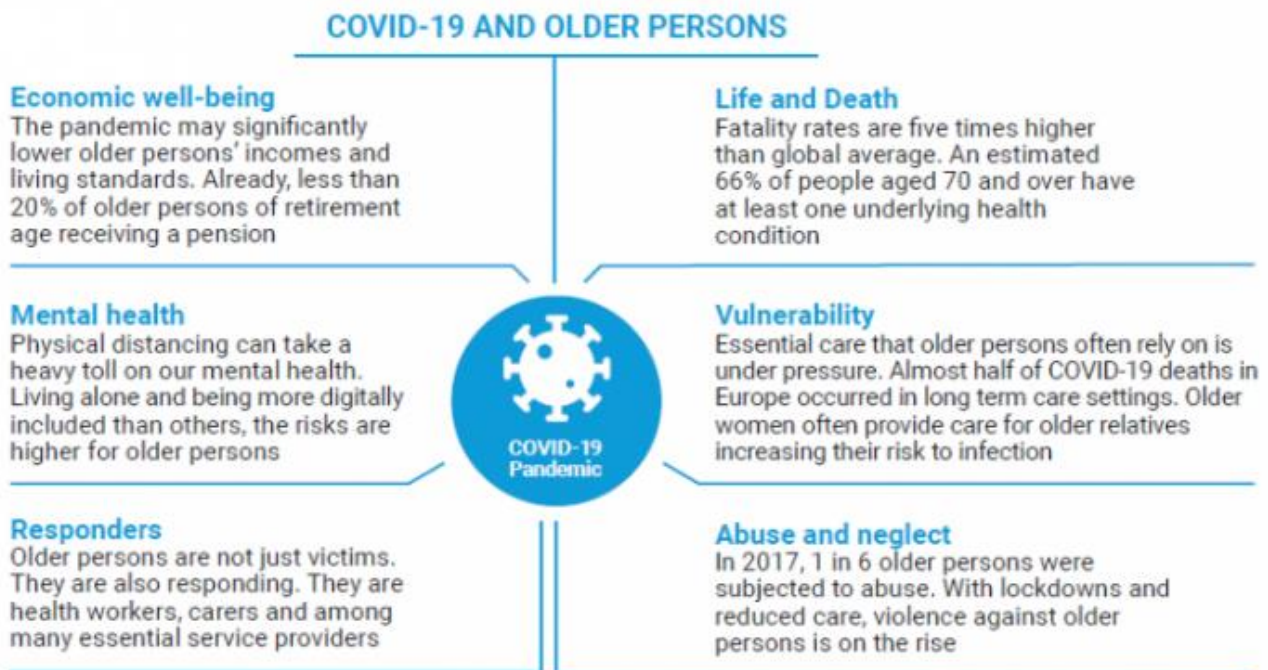 COVID-19 AND OLDER PERSONS
Economic well-being
The pandemic may significantly
lower older persons' incomes and
living standards. Already, less than
20% of older persons of retirement
age receiving a pension
Life and Death
Fatality rates are five times higher
than global average. An estimated
66% of people aged 70 and over have
at least one underlying health
condition
Mental health
Physical distancing can take a
heavy toll on our mental health.
Living alone and being more digitally
included than others, the risks are
higher for older persons
COVID-19
Pandemic
Vulnerability
Essential care that older persons often rely on is
under pressure. Almost half of COVID-19 deaths in
Europe occurred in long term care settings. Older
women often provide care for older relatives
increasing their risk to infection
Responders
Older persons are not just victims.
They are also responding. They are
health workers, carers and among
many essential service providers
Abuse and neglect
In 2017, 1 in 6 older persons were
subjected to abuse. With lockdowns and
reduced care, violence against older
persons is on the rise